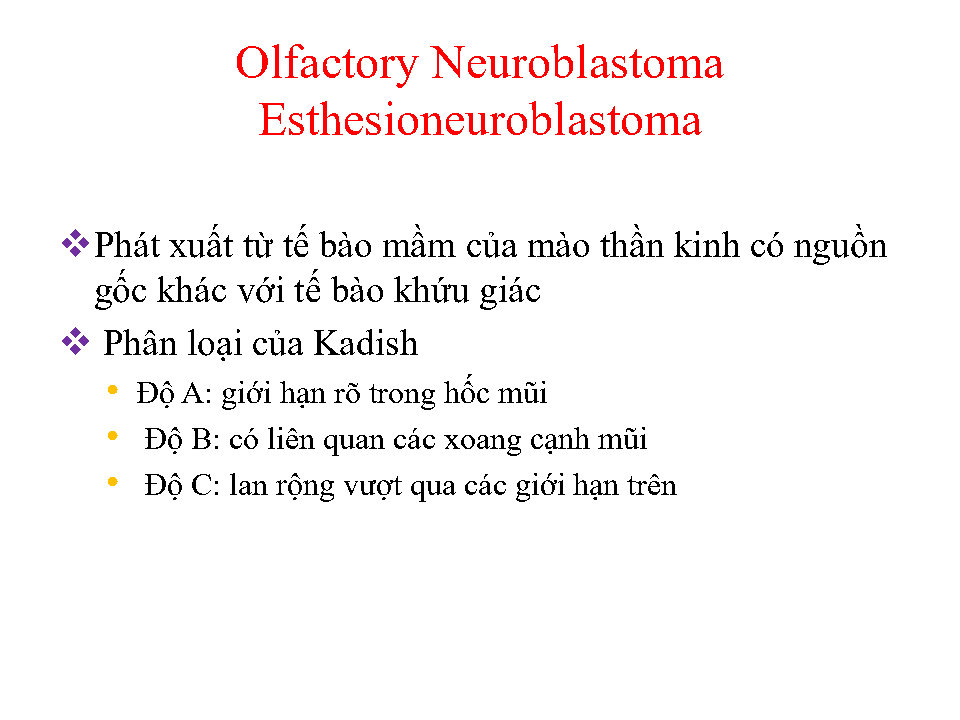 Olfactory Neuroblastoma
Esthesioneuroblastoma
❖Phát xuất từ tế bào mầm của mào thần kinh có nguồn
gốc khác với tế bào khứu giác
❖ Phân loại của Kadish
• Độ A: giới hạn rõ trong hốc mũi
• Độ B: có liên quan các xoang cạnh mũi
• Độ C: lan rộng vượt qua các giới hạn trên